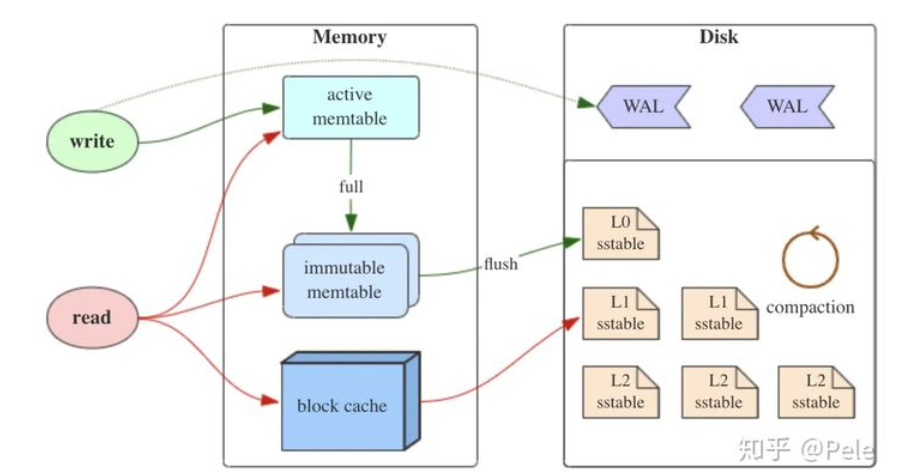 Memory
Disk
write
active
memtable
WAL
WAL
full
immutable
memtable
flush
L0
sstable
compaction
read
L1
sstable
L1
sstable
block cache
L2
sstable
L2
sstable
L2
sstable
知乎 @Pele